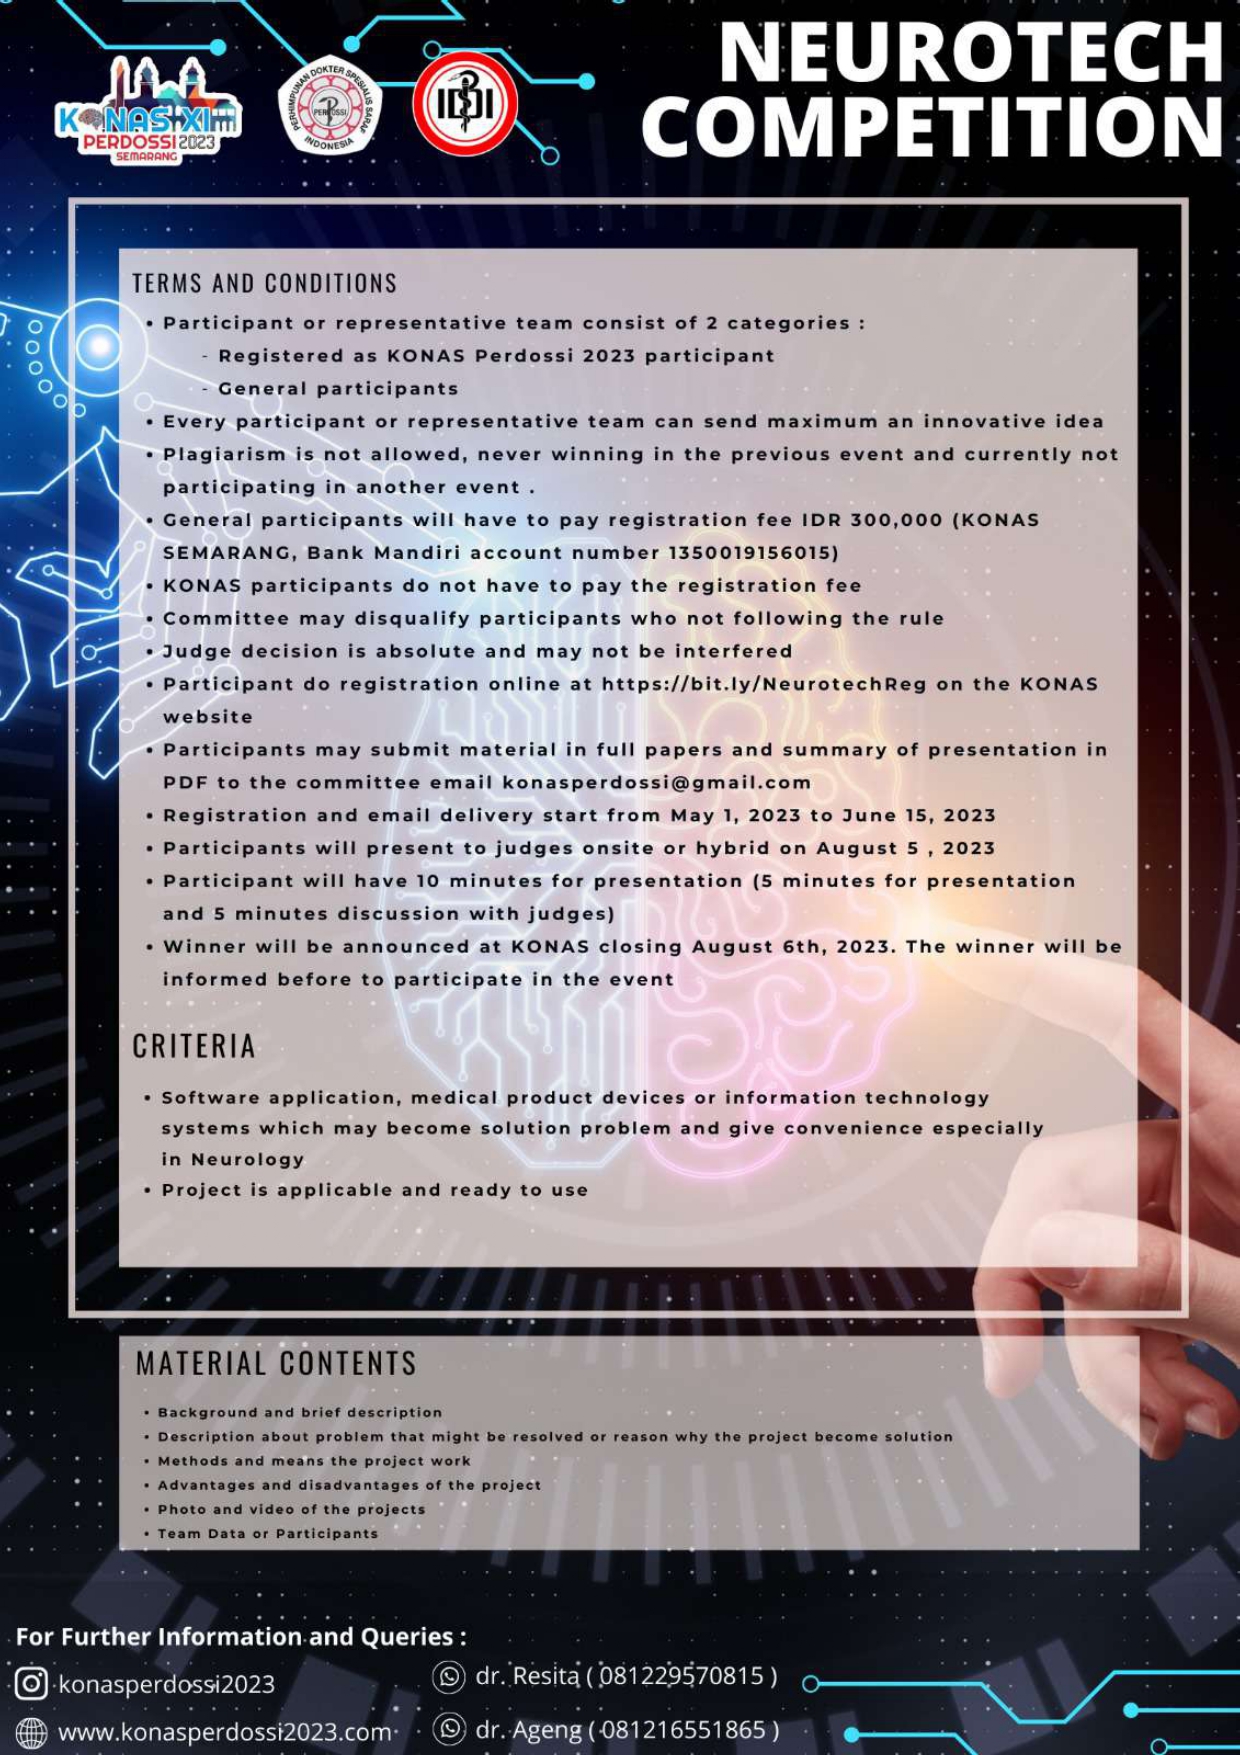 KONAS XI
PERDOSSI 2023
SEMARANG
PERHIMPUNAN DOKTER SPESIALIS SARAF
PERDOSSI
INDONESIA
IDI
NEUROTECH
COMPETITION
TERMS AND CONDITIONS
• Participant or representative team consist of 2 categories :
- Registered as KONAS Perdossi 2023 participant
- General participants
• Every participant or representative team can send maximum an innovative idea
• Plagiarism is not allowed, never winning in the previous event and currently not
participating in another event .
• General participants will have to pay registration fee IDR 300,000 (KONAS
SEMARANG, Bank Mandiri account number 1350019156015)
• KONAS participants do not have to pay the registration fee
• Committee may disqualify participants who not following the rule
• Judge decision is absolute and may not be interfered
• Participant do registration online at https://bit.ly/NeurotechReg on the KONAS
website
• Participants may submit material in full papers and summary of presentation in
PDF to the committee email konasperdossi@gmail.com
• Registration and email delivery start from May 1, 2023 to June 15, 2023
• Participants will present to judges onsite or hybrid on August 5 , 2023
• Participant will have 10 minutes for presentation (5 minutes for presentation
and 5 minutes discussion with judges)
• Winner will be announced at KONAS closing August 6th, 2023. The winner will be
informed before to participate in the event
CRITERIA
• Software application, medical product devices or information technology
systems which may become solution problem and give convenience especially
in Neurology
• Project is applicable and ready to use
MATERIAL CONTENTS
• Background and brief description
• Description about problem that might be resolved or reason why the project become solution
• Methods and means the project work
• Advantages and disadvantages of the project
• Photo and video of the projects
• Team Data or Participants
For Further Information and Queries :
konasperdossi2023
dr. Resita ( 081229570815 )
www.konasperdossi2023.com
dr. Ageng ( 081216551865 )